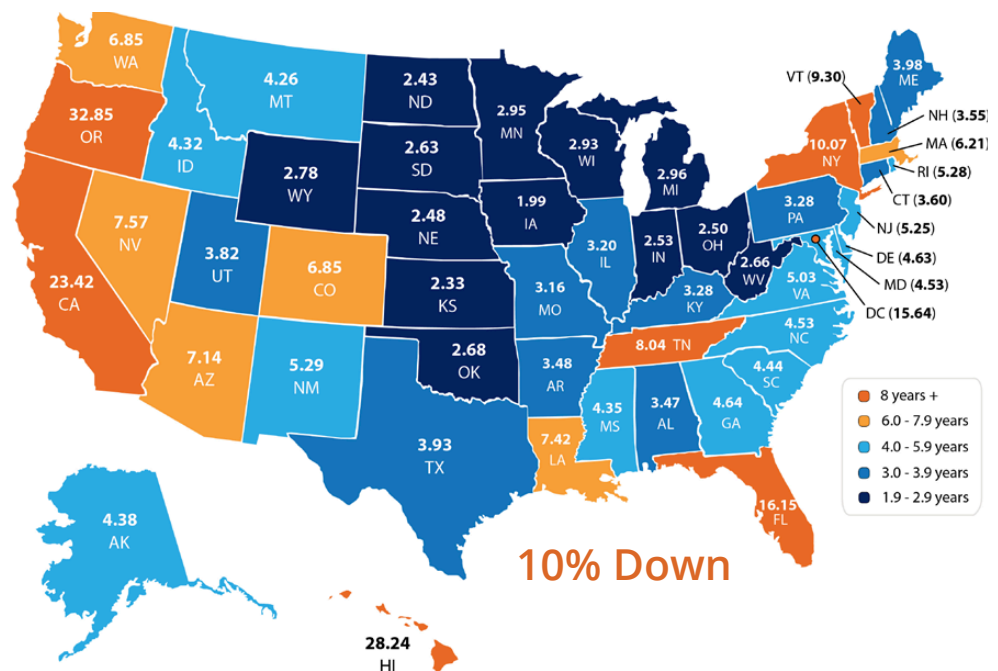 6.85
WA
32.85
OR
23.42
CA
7.57
NV
4.32
ID
4.26
MT
2.78
WY
3.82
UT
6.85
CO
7.14
AZ
5.29
NM
2.43
ND
2.63
SD
2.48
NE
2.33
KS
2.68
OK
3.93
TX
2.95
MN
1.99
IA
3.16
MO
3.48
AR
7.42
LA
2.93
WI
3.20
IL
2.96
MI
2.53
IN
2.50
OH
3.28
KY
8.04 TN
4.35
MS
3.47
AL
4.64
GA
16.15
FL
4.44
SC
4.53
NC
5.03
VA
2.66
WV
3.28
PA
10.07
NY
3.98
ME
VT (9.30)
NH (3.55)
MA (6.21)
RI (5.28)
CT (3.60)
NJ (5.25)
DE (4.63)
MD (4.53)
DC (15.64)
8 years +
6.0 - 7.9 years
4.0 - 5.9 years
3.0 - 3.9 years
1.9 - 2.9 years
4.38
AK
28.24
HI
10% Down